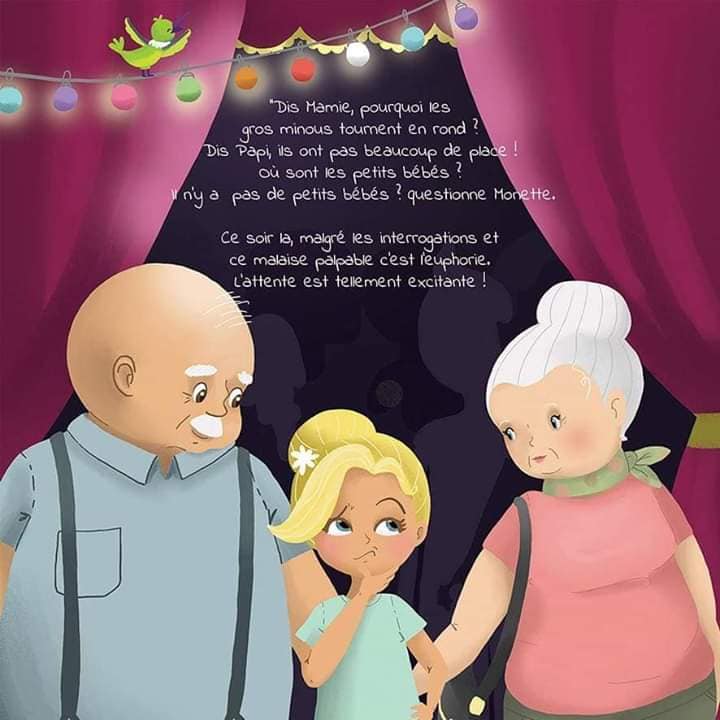 "Dis Mamie, pourquoi les
gros minous tournent en rond ?
Dis Papi, ils ont pas beaucoup de place !
Où sont les petits bébés ?
Il n'y a pas de petits bébés ? questionne Monette.
Ce soir la, malgré les interrogations et
ce malaise palpable c'est l'euphorie.
L'attente est tellement excitante !